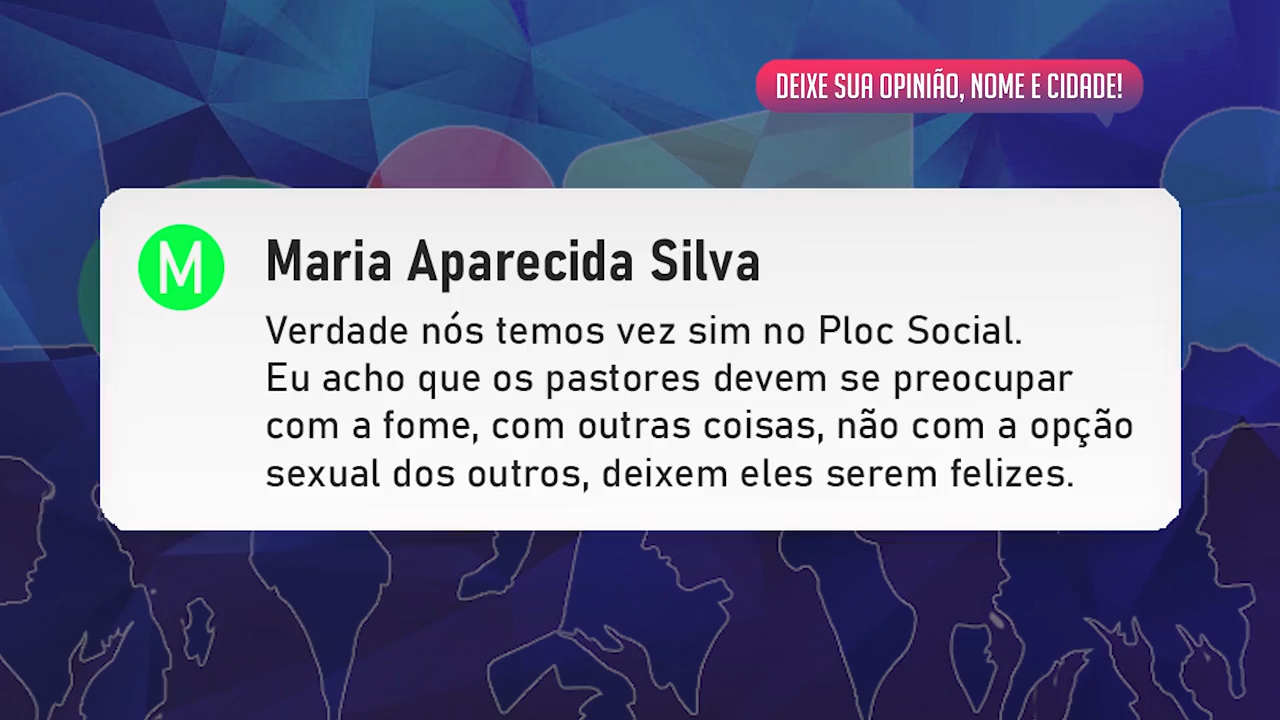 DEIXE SUA OPINIÃO, NOME E CIDADE!
M
Maria Aparecida Silva
Verdade nós temos vez sim no Ploc Social.
Eu acho que os pastores devem se preocupar
com a fome, com outras coisas, não com a opção
sexual dos outros, deixem eles serem felizes.